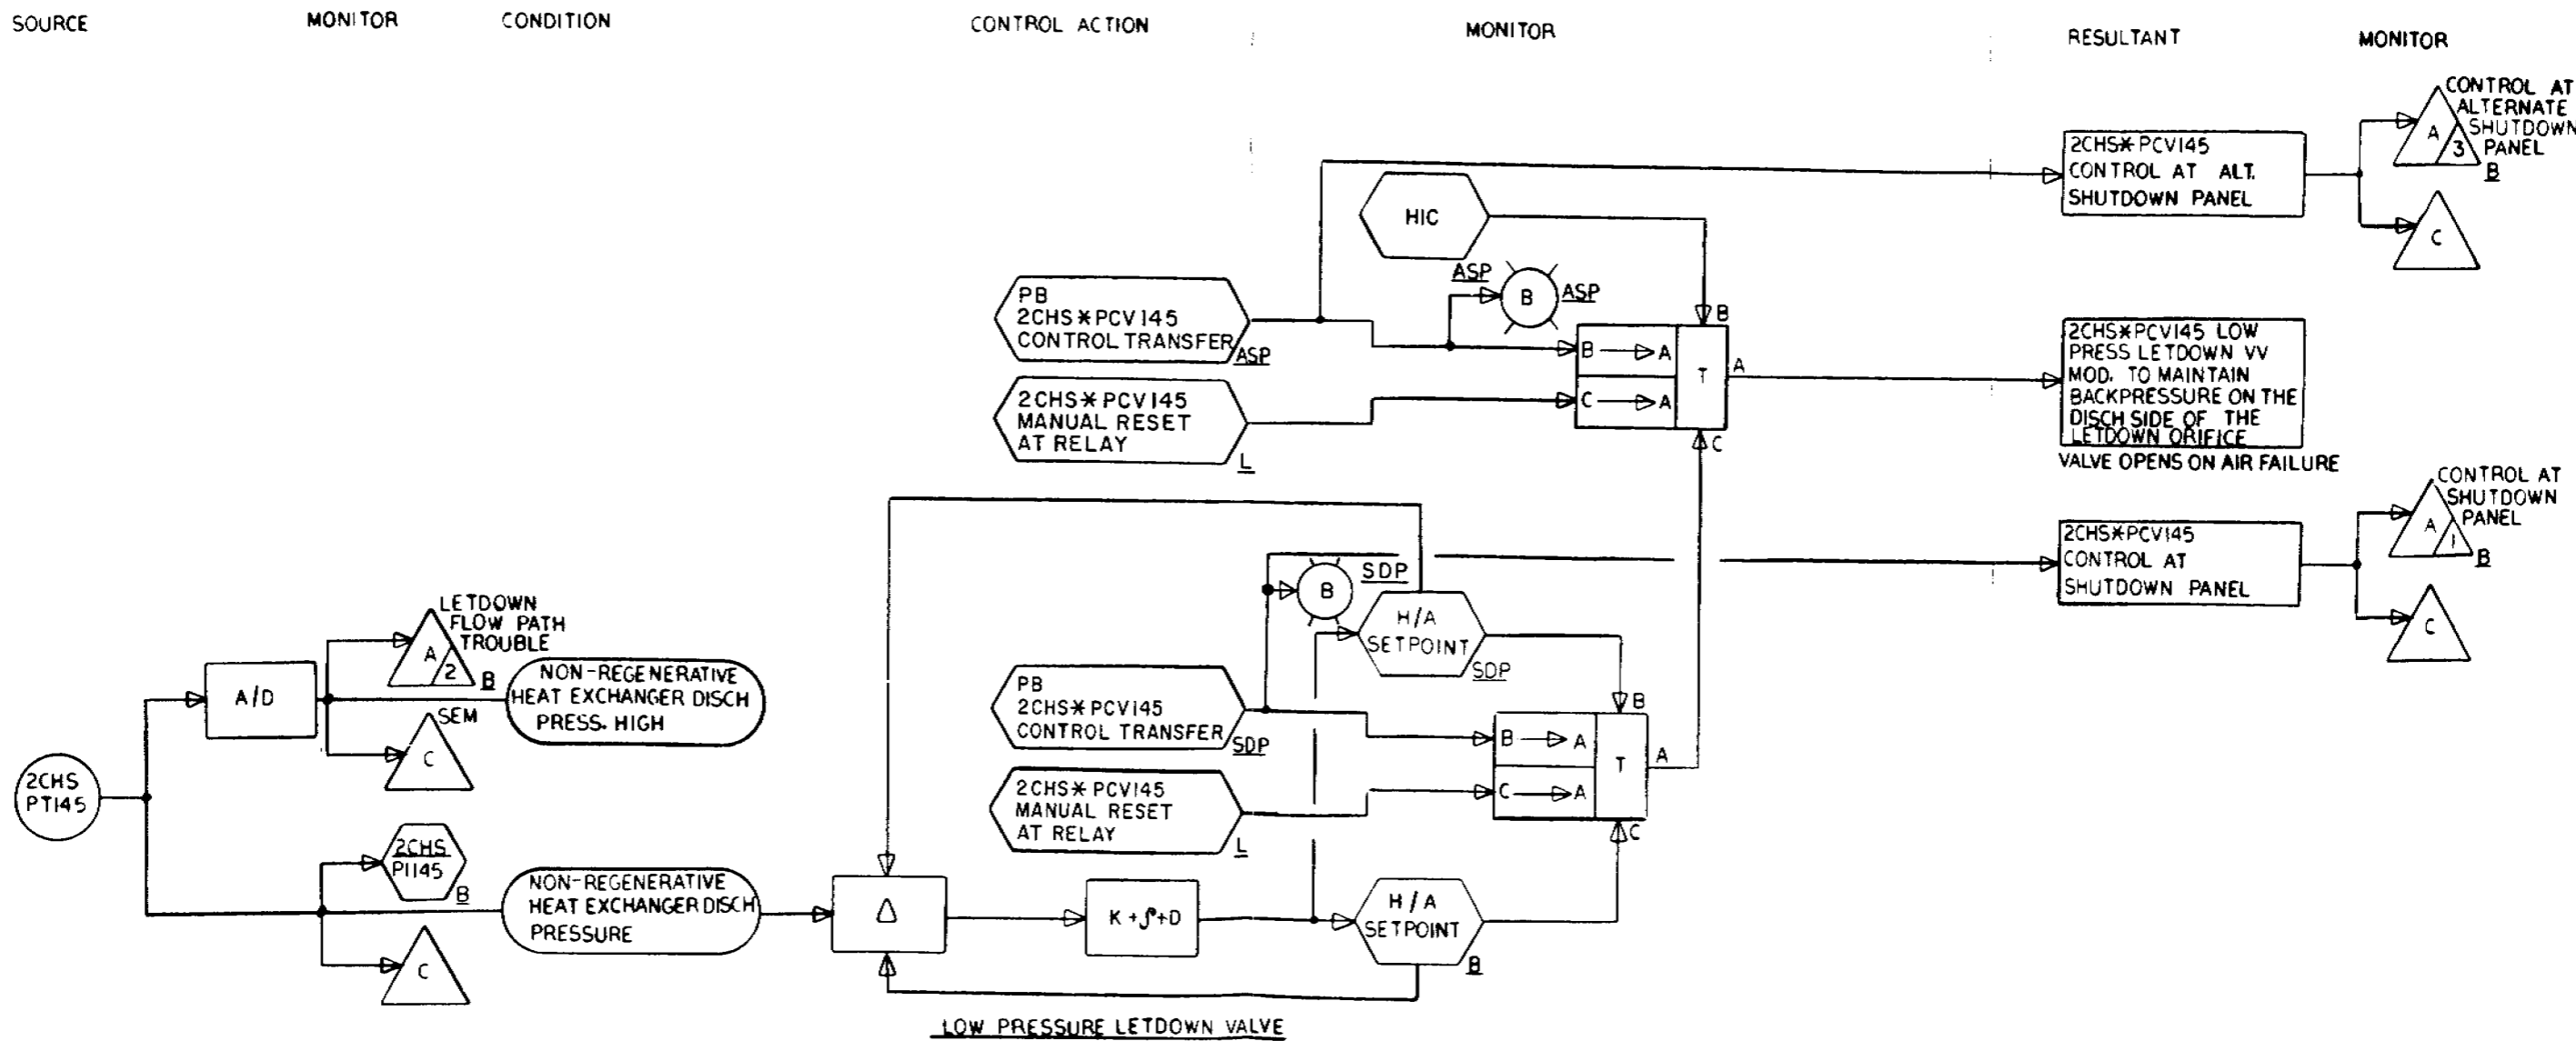 SOURCE
MONITOR
CONDITION
CONTROL ACTION
MONITOR
RESULTANT
MONITOR
CONTROL AT
ALTERNATE
SHUTDOWN
PANEL
A
3
B
C
2CHS*PCV145
CONTROL AT ALT.
SHUTDOWN PANEL
HIC
ASP
B
ASP
PB
2CHS*PCV145
CONTROL TRANSFER
ASP
2CHS*PCV145
MANUAL RESET
AT RELAY
L
B
B A
C A
T
A
C
2CHS*PCV145 LOW
PRESS LETDOWN VV
MOD. TO MAINTAIN
BACKPRESSURE ON THE
DISCH SIDE OF THE
LETDOWN ORIFICE
VALVE OPENS ON AIR FAILURE
CONTROL AT
SHUTDOWN
PANEL
A
1
B
C
2CHS*PCV145
CONTROL AT
SHUTDOWN PANEL
B
SDP
H/A
SETPOINT
SDP
PB
2CHS*PCV145
CONTROL TRANSFER
SDP
2CHS*PCV145
MANUAL RESET
AT RELAY
L
B
B A
C A
T
A
C
LETDOWN
FLOW PATH
TROUBLE
A
2
B
A/D
NON-REGENERATIVE
HEAT EXCHANGER DISCH
PRESS. HIGH
SEM
C
2CHS
PT145
2CHS
PI145
B
NON-REGENERATIVE
HEAT EXCHANGER DISCH
PRESSURE
C
Δ
K+∫+D
H/A
SETPOINT
B
LOW PRESSURE LETDOWN VALVE